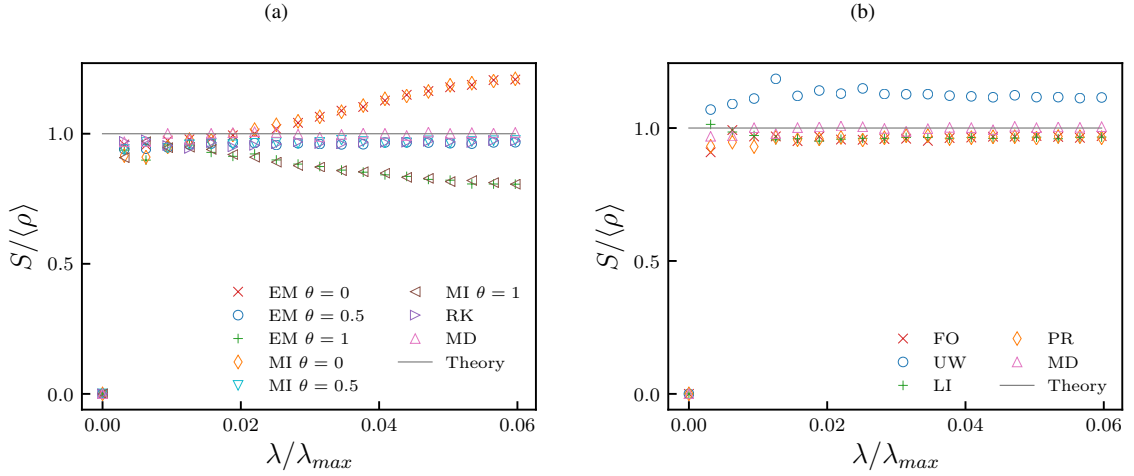 (a)
S/⟨ρ⟩
1.0
0.5
0.0
0.00 0.02 0.04 0.06
λ/λ_max
EM θ = 0
EM θ = 0.5
EM θ = 1
MI θ = 0
MI θ = 0.5
MI θ = 1
RK
MD
Theory
(b)
S/⟨ρ⟩
1.0
0.5
0.0
0.00 0.02 0.04 0.06
λ/λ_max
FO
UW
LI
PR
MD
Theory